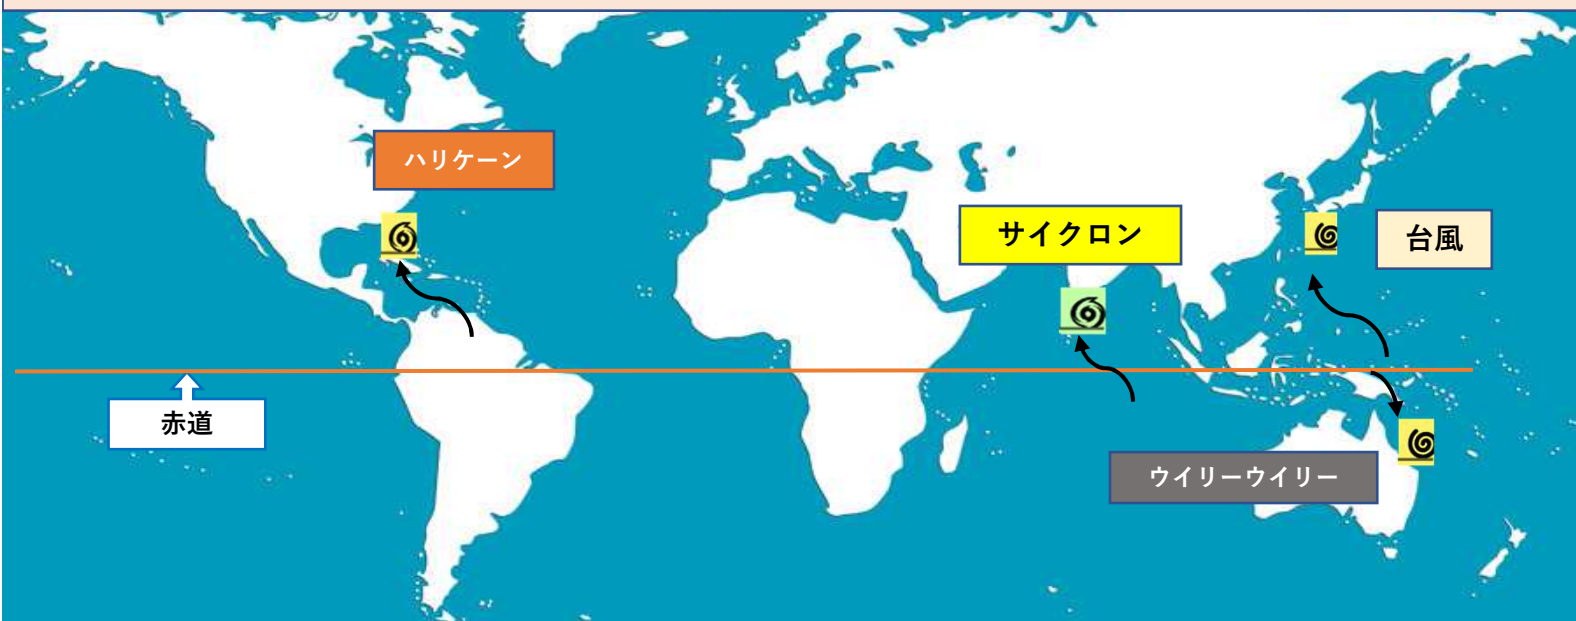 ハリケーン
サイクロン
台風
赤道
ウイリーウイリー